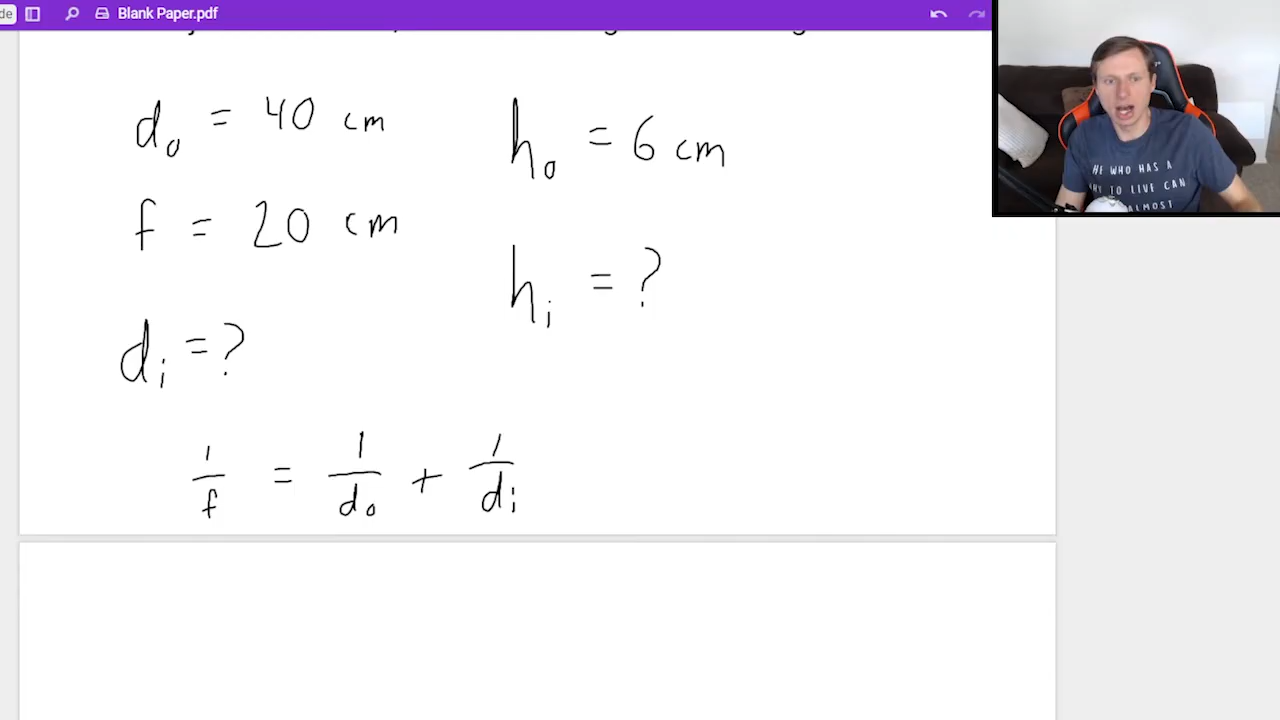 de
Blank Paper.pdf
d₀ = 40 cm
f = 20 cm
dᵢ = ?
h₀ = 6 cm
hᵢ = ?
1/f = 1/d₀ + 1/dᵢ
HE WHO HAS A
TO LIVE CAN
ALMOST